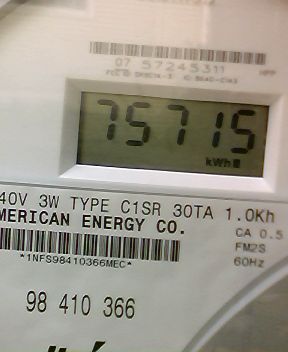 07 57245311
75715
kWh
40V 3W TYPE C1SR 30TA 1.0Kh
MERICAN ENERGY CO.
CA 0.5
FM2S
*1NFS98410366MEC*
60Hz
98 410 366